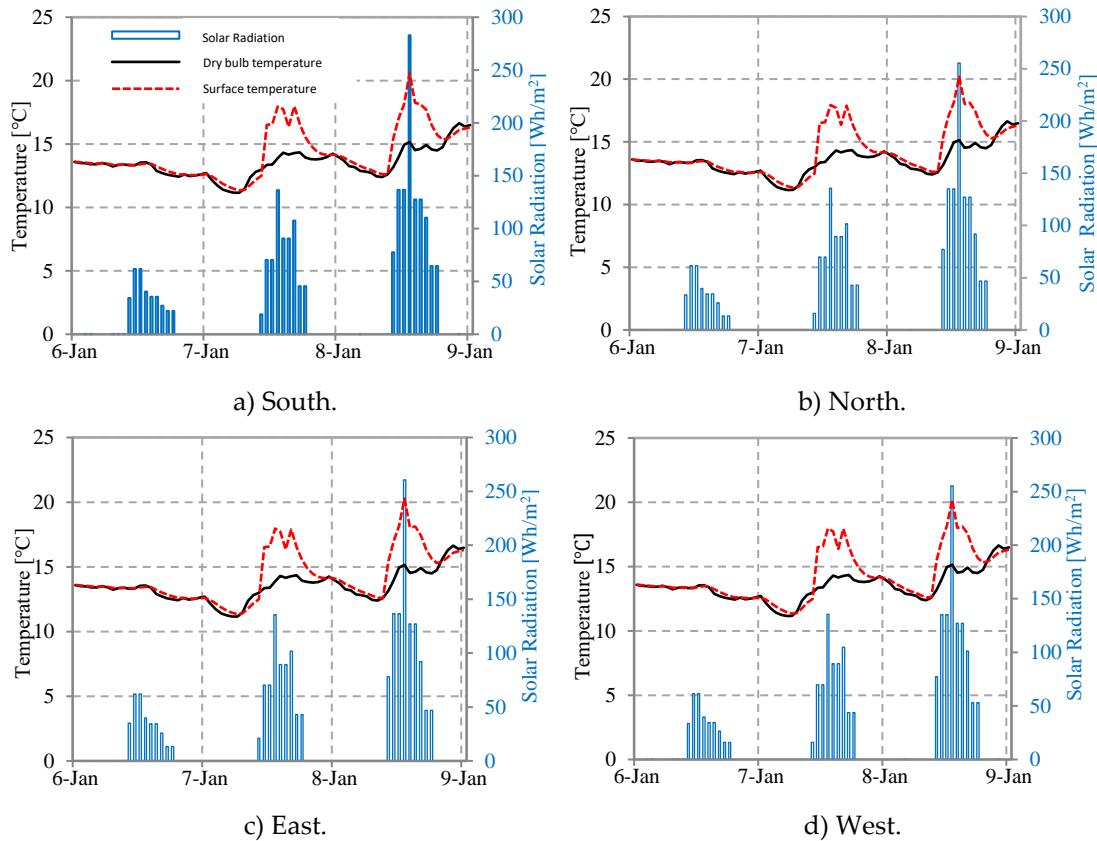 25
20
15
10
5
0
Temperature [°C]
Solar Radiation
Dry bulb temperature
Surface temperature
300
250
200
150
100
50
0
Solar Radiation [Wh/m²]
6-Jan 7-Jan 8-Jan 9-Jan
a) South.
25
20
15
10
5
0
Temperature [°C]
300
250
200
150
100
50
0
Solar Radiation [Wh/m²]
6-Jan 7-Jan 8-Jan 9-Jan
b) North.
25
20
15
10
5
0
Temperature [°C]
300
250
200
150
100
50
0
Solar Radiation [Wh/m²]
6-Jan 7-Jan 8-Jan 9-Jan
c) East.
25
20
15
10
5
0
Temperature [°C]
300
250
200
150
100
50
0
Solar Radiation [Wh/m²]
6-Jan 7-Jan 8-Jan 9-Jan
d) West.